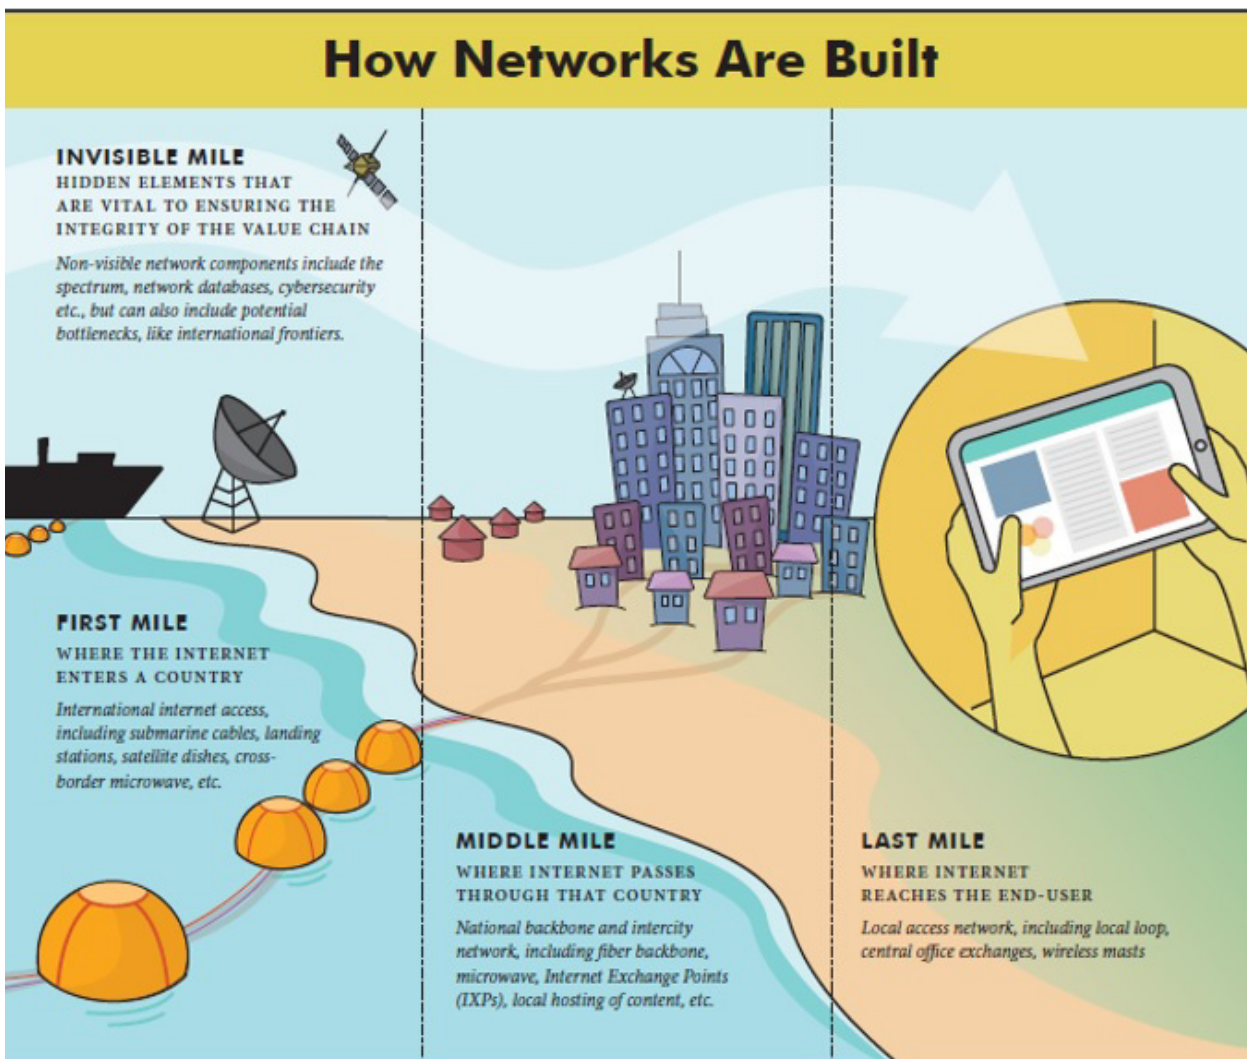 How Networks Are Built
INVISIBLE MILE
HIDDEN ELEMENTS THAT
ARE VITAL TO ENSURING THE
INTEGRITY OF THE VALUE CHAIN
Non-visible network components include the
spectrum, network databases, cybersecurity
etc., but can also include potential
bottlenecks, like international frontiers.
FIRST MILE
WHERE THE INTERNET
ENTERS A COUNTRY
International internet access,
including submarine cables, landing
stations, satellite dishes, cross-
border microwave, etc.
MIDDLE MILE
WHERE INTERNET PASSES
THROUGH THAT COUNTRY
National backbone and intercity
network, including fiber backbone,
microwave, Internet Exchange Points
(IXPs), local hosting of content, etc.
LAST MILE
WHERE INTERNET
REACHES THE END-USER
Local access network, including local loop,
central office exchanges, wireless masts